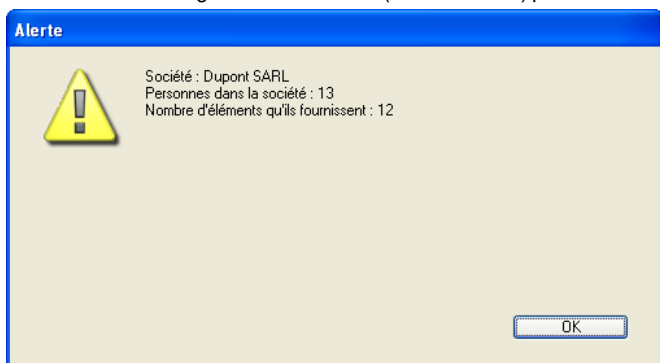 Alerte
Société : Dupont SARL
Personnes dans la société : 13
Nombre d'éléments qu'ils fournissent : 12
OK